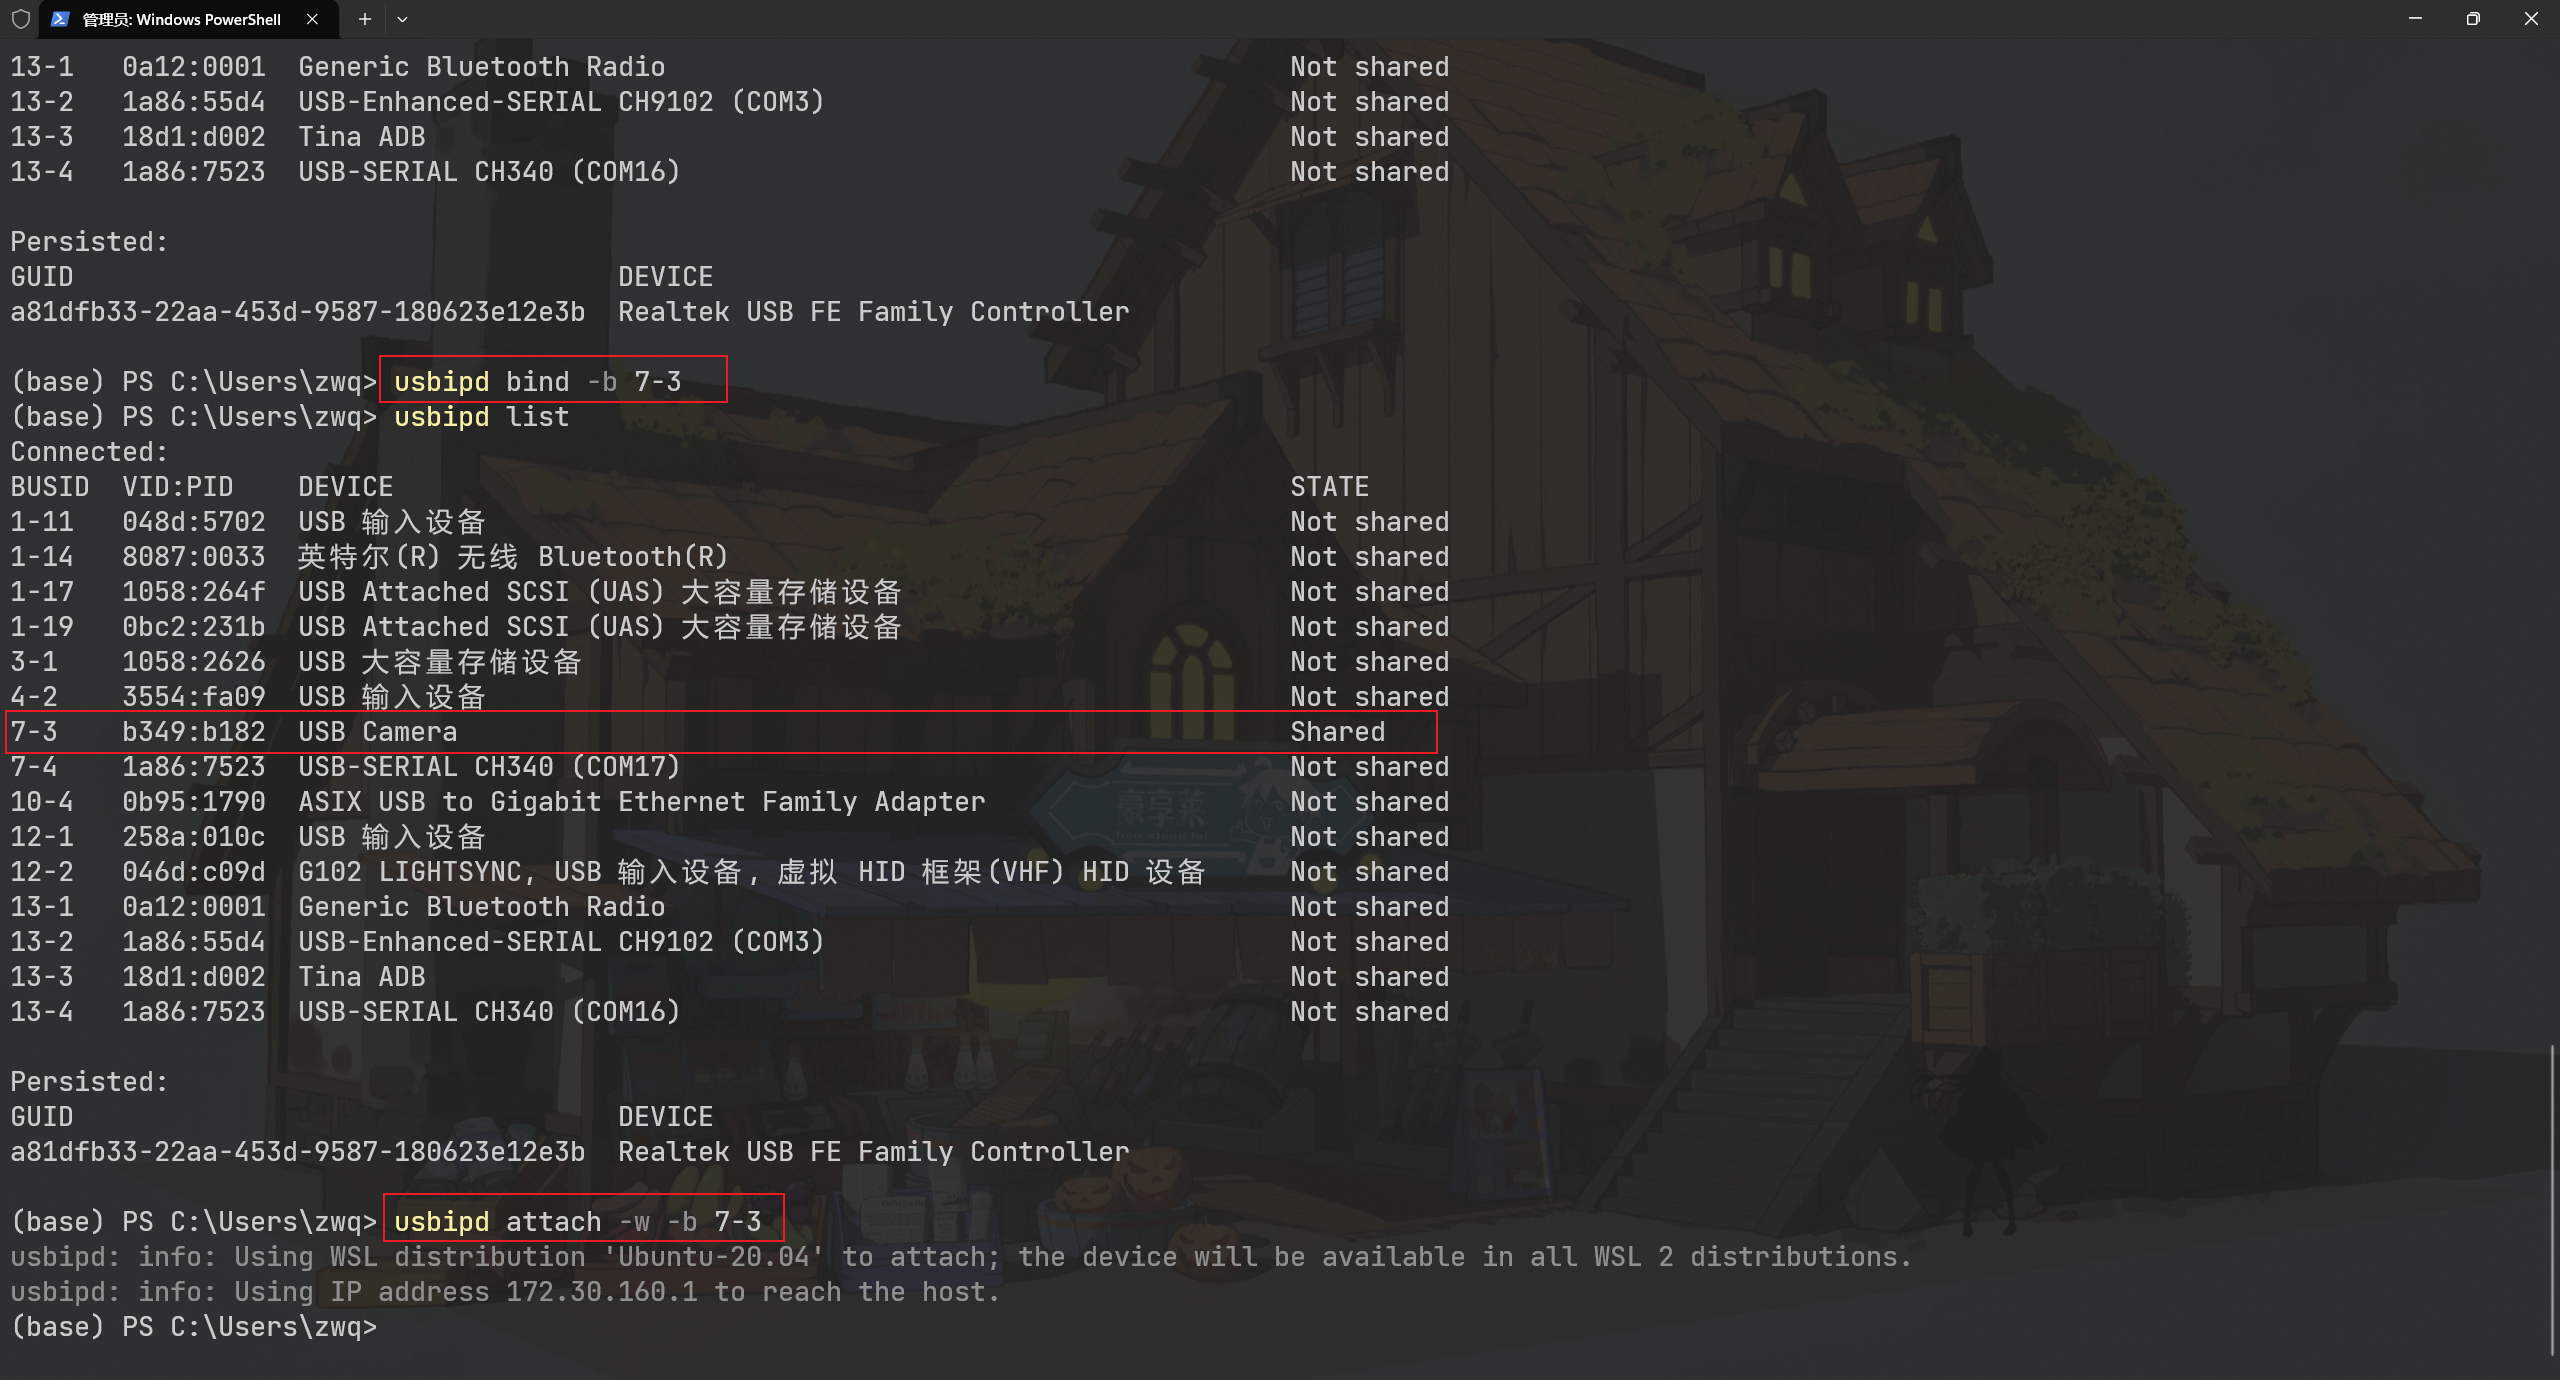 管理员: Windows PowerShell
13-1   0a12:0001  Generic Bluetooth Radio   Not shared
13-2   1a86:55d4  USB-Enhanced-SERIAL CH9102 (COM3)   Not shared
13-3   18d1:d002  Tina ADB   Not shared
13-4   1a86:7523  USB-SERIAL CH340 (COM16)   Not shared
Persisted:
GUID   DEVICE
a81dfb33-22aa-453d-9587-180623e12e3b  Realtek USB FE Family Controller
(base) PS C:\Users\zwq> usbipd bind -b 7-3
(base) PS C:\Users\zwq> usbipd list
Connected:
BUSID  VID:PID    DEVICE   STATE
1-11   048d:5702  USB 输入设备   Not shared
1-14   8087:0033  英特尔(R) 无线 Bluetooth(R)   Not shared
1-17   1058:264f  USB Attached SCSI (UAS) 大容量存储设备   Not shared
1-19   0bc2:231b  USB Attached SCSI (UAS) 大容量存储设备   Not shared
3-1    1058:2626  USB 大容量存储设备   Not shared
4-2    3554:fa09  USB 输入设备   Not shared
7-3    b349:b182  USB Camera   Shared
7-4    1a86:7523  USB-SERIAL CH340 (COM17)   Not shared
10-4   0b95:1790  ASIX USB to Gigabit Ethernet Family Adapter   Not shared
12-1   258a:010c  USB 输入设备   Not shared
12-2   046d:c09d  G102 LIGHTSYNC, USB 输入设备, 虚拟 HID 框架(VHF) HID 设备   Not shared
13-1   0a12:0001  Generic Bluetooth Radio   Not shared
13-2   1a86:55d4  USB-Enhanced-SERIAL CH9102 (COM3)   Not shared
13-3   18d1:d002  Tina ADB   Not shared
13-4   1a86:7523  USB-SERIAL CH340 (COM16)   Not shared
Persisted:
GUID   DEVICE
a81dfb33-22aa-453d-9587-180623e12e3b  Realtek USB FE Family Controller
(base) PS C:\Users\zwq> usbipd attach -w -b 7-3
usbipd: info: Using WSL distribution 'Ubuntu-20.04' to attach; the device will be available in all WSL 2 distributions.
usbipd: info: Using IP address 172.30.160.1 to reach the host.
(base) PS C:\Users\zwq>